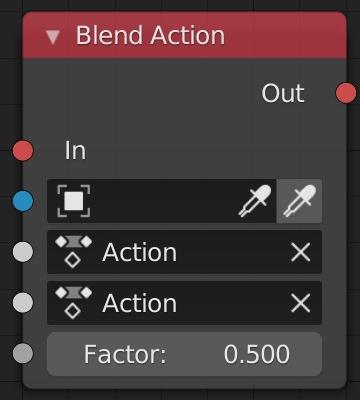 Blend Action
Out
In
Action
Action
Factor: 0.500